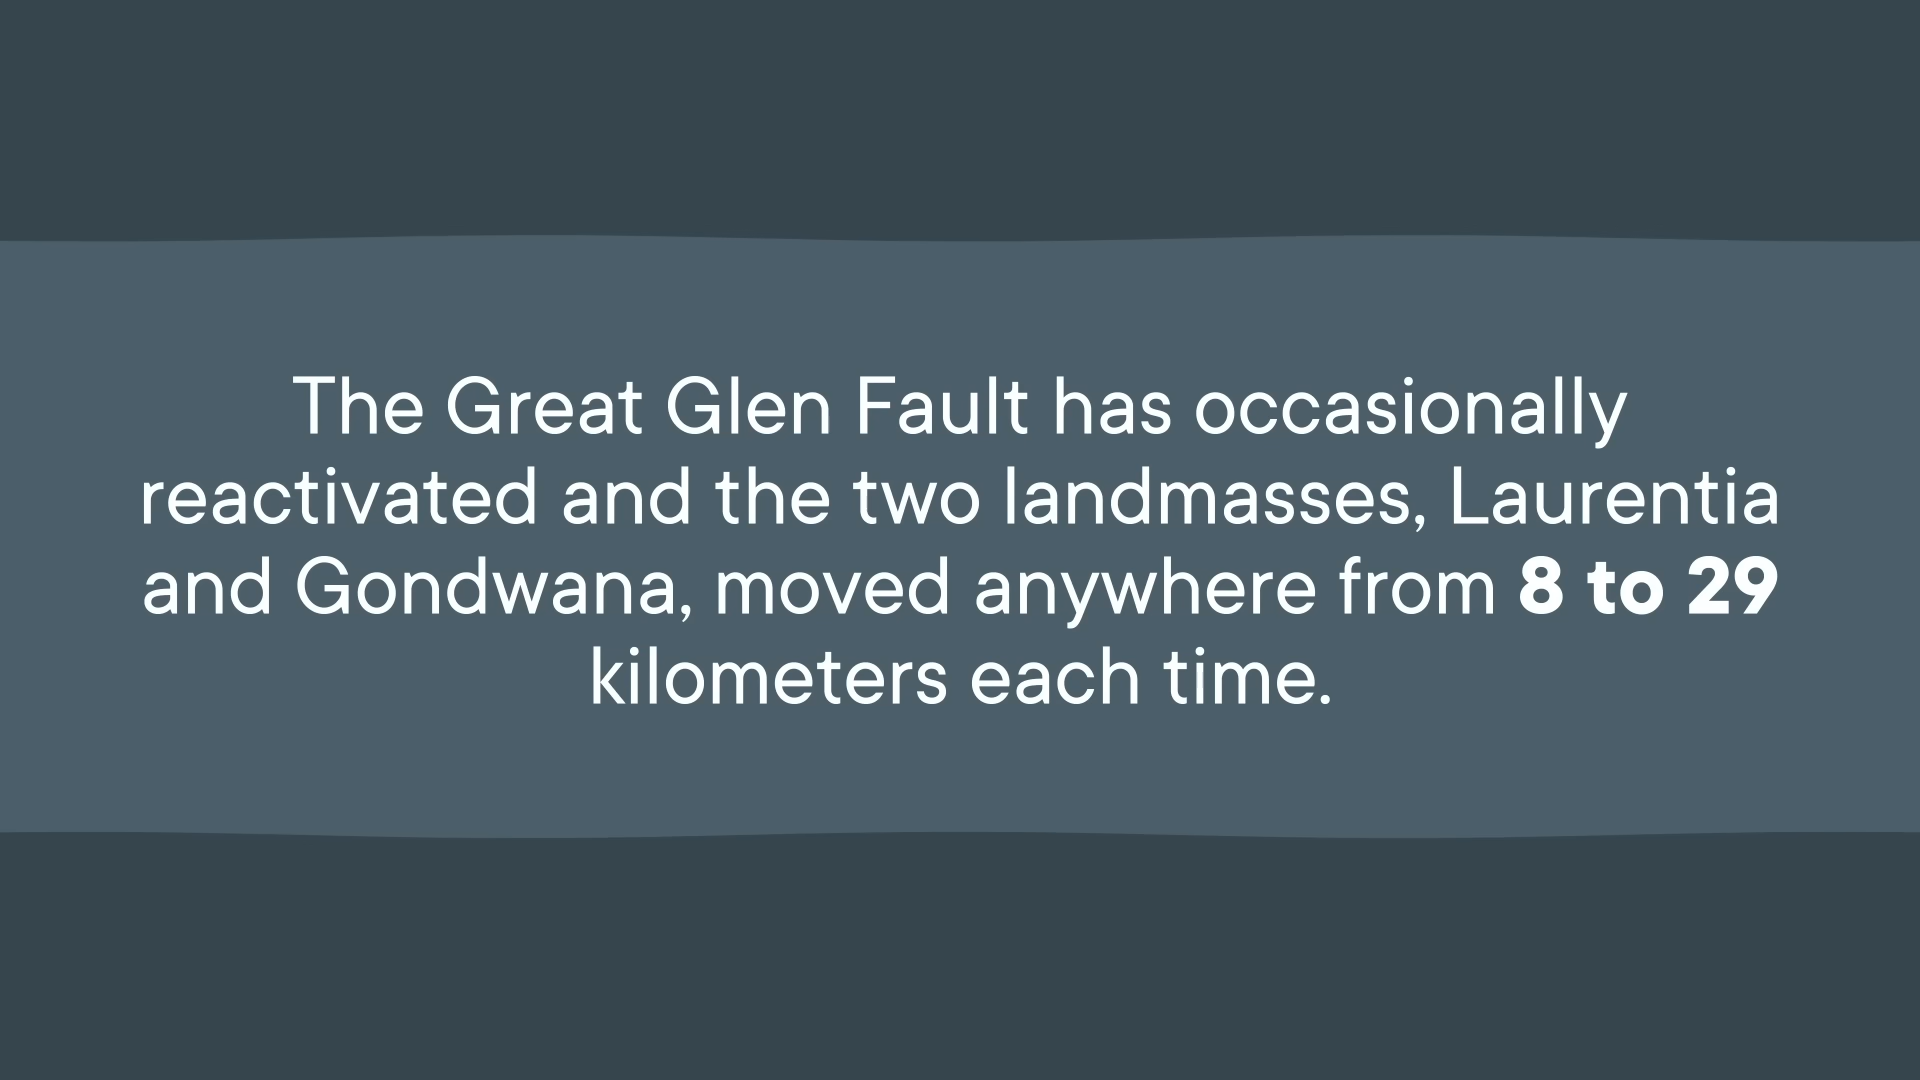 The Great Glen Fault has occasionally
reactivated and the two landmasses, Laurentia
and Gondwana, moved anywhere from 8 to 29
kilometers each time.